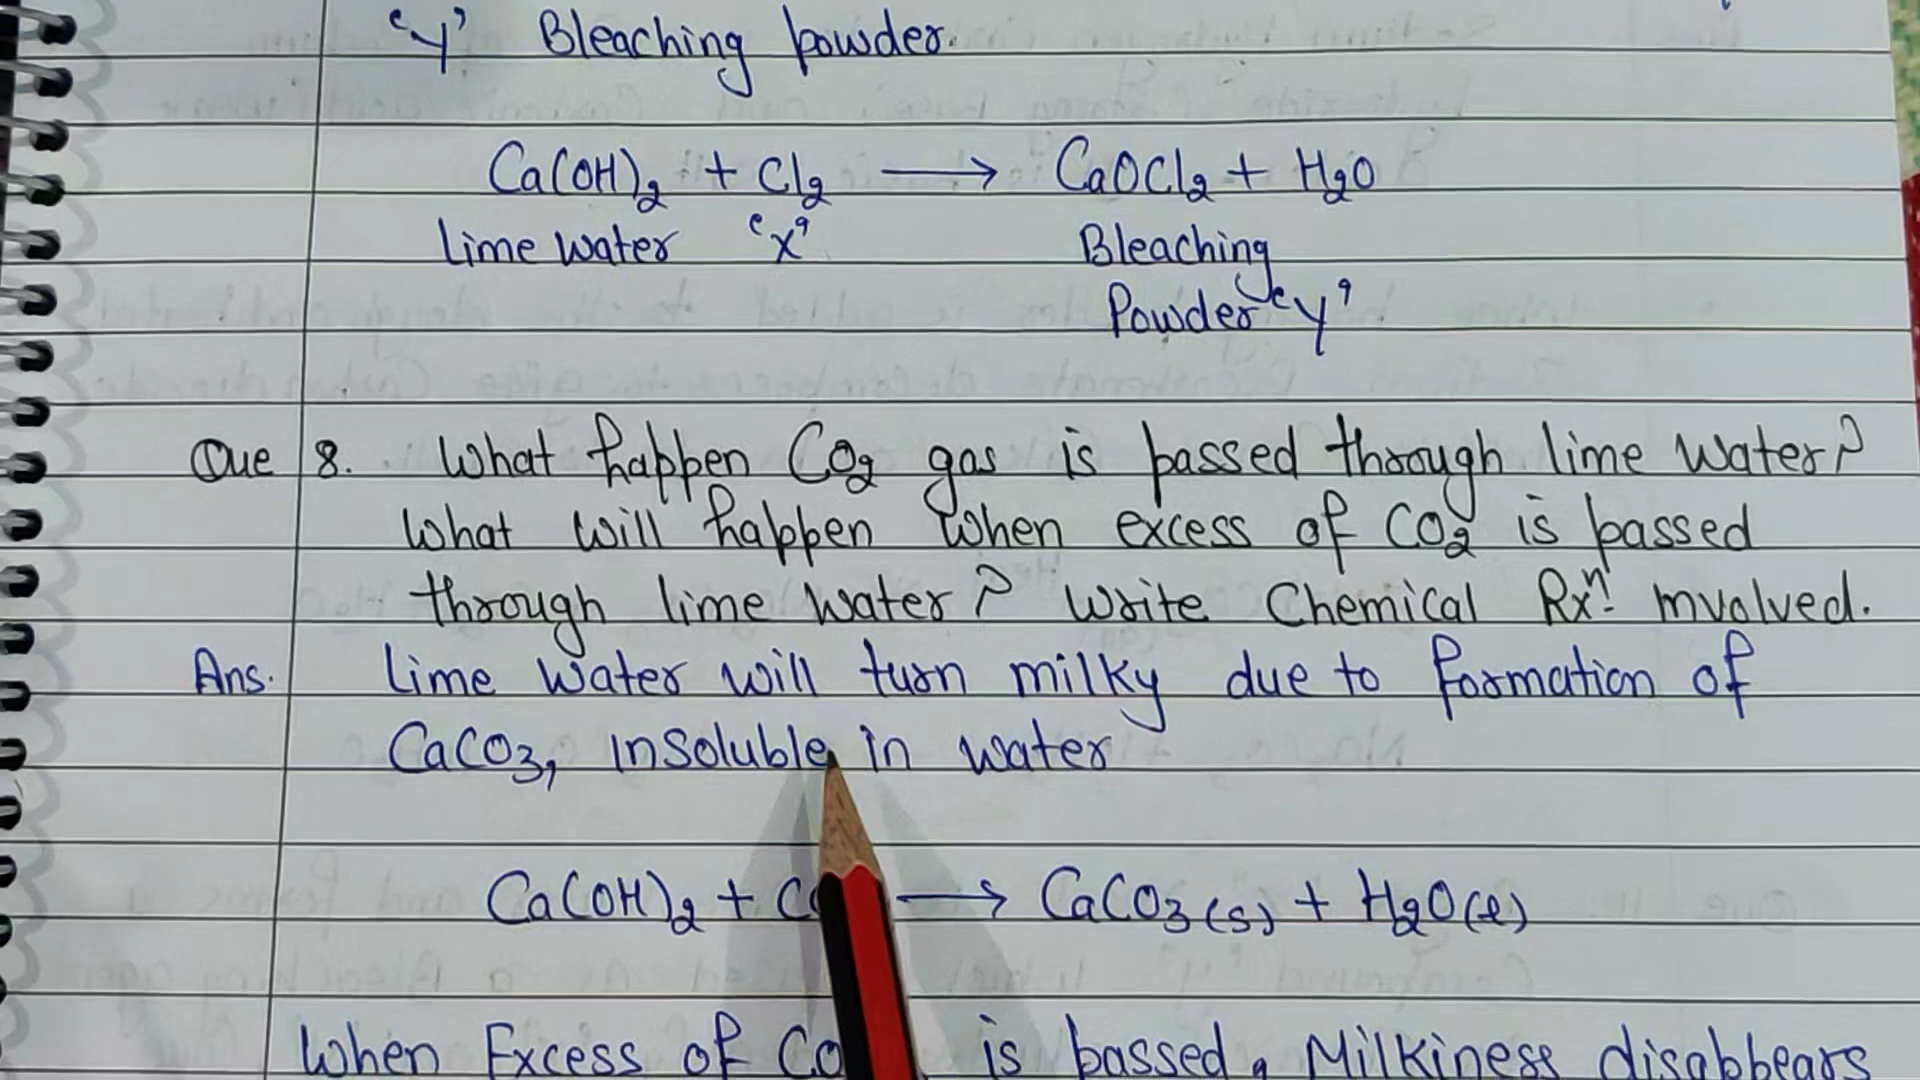 'Y' Bleaching powder.
Ca(OH)₂ + Cl₂ → CaOCl₂ + H₂O
lime water 'X' Bleaching
Powder 'Y'
Que 8. What happen CO₂ gas is passed through lime water?
What will happen when excess of CO₂ is passed
through lime water? Write Chemical Rxⁿ. involved.
Ans. Lime water will turn milky due to formation of
CaCO₃, insoluble in water
Ca(OH)₂ + → CaCO₃(s) + H₂O(l)
When Excess of is passed, Milkiness disappears